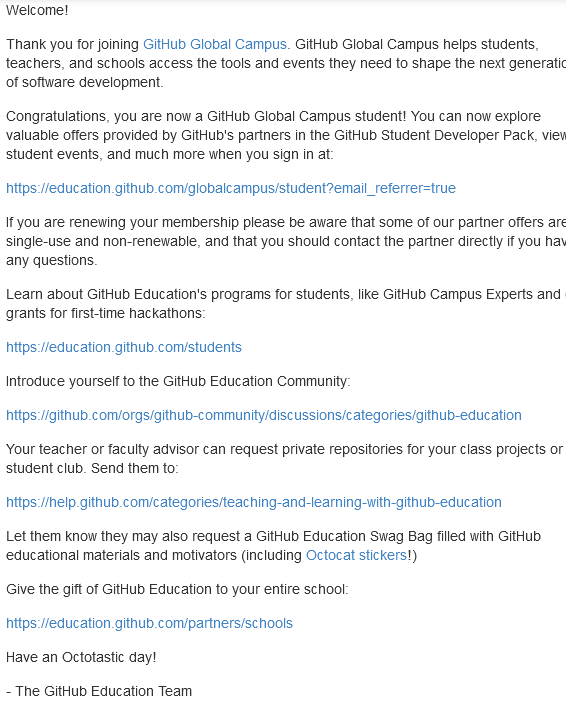 Welcome!
Thank you for joining GitHub Global Campus. GitHub Global Campus helps students,
teachers, and schools access the tools and events they need to shape the next generatio
of software development.
Congratulations, you are now a GitHub Global Campus student! You can now explore
valuable offers provided by GitHub's partners in the GitHub Student Developer Pack, view
student events, and much more when you sign in at:
https://education.github.com/globalcampus/student?email_referrer=true
If you are renewing your membership please be aware that some of our partner offers are
single-use and non-renewable, and that you should contact the partner directly if you hav
any questions.
Learn about GitHub Education's programs for students, like GitHub Campus Experts and
grants for first-time hackathons:
https://education.github.com/students
Introduce yourself to the GitHub Education Community:
https://github.com/orgs/github-community/discussions/categories/github-education
Your teacher or faculty advisor can request private repositories for your class projects or
student club. Send them to:
https://help.github.com/categories/teaching-and-learning-with-github-education
Let them know they may also request a GitHub Education Swag Bag filled with GitHub
educational materials and motivators (including Octocat stickers!)
Give the gift of GitHub Education to your entire school:
https://education.github.com/partners/schools
Have an Octotastic day!
- The GitHub Education Team